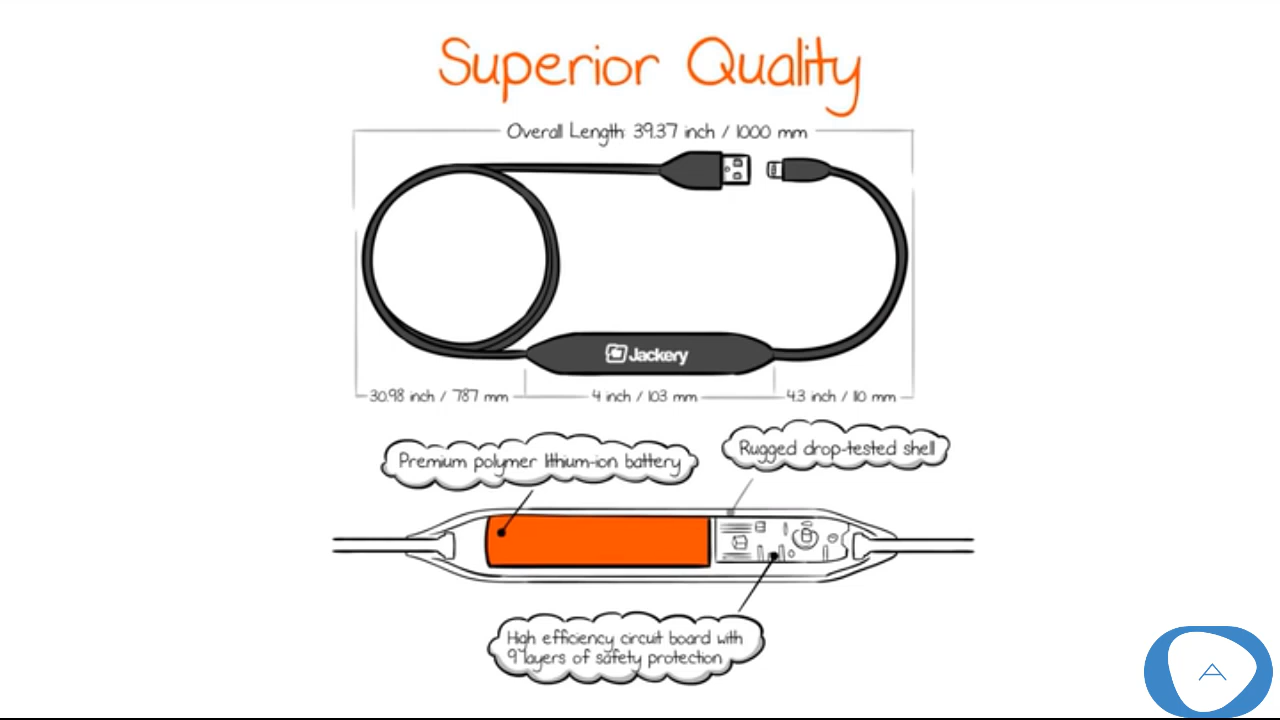 Superior Quality
Overall Length: 39.37 inch / 1000 mm
Jackery
30.98 inch / 787 mm
4 inch / 103 mm
4.3 inch / 110 mm
Premium polymer lithium-ion battery
Rugged drop-tested shell
High efficiency circuit board with
9 layers of safety protection
A